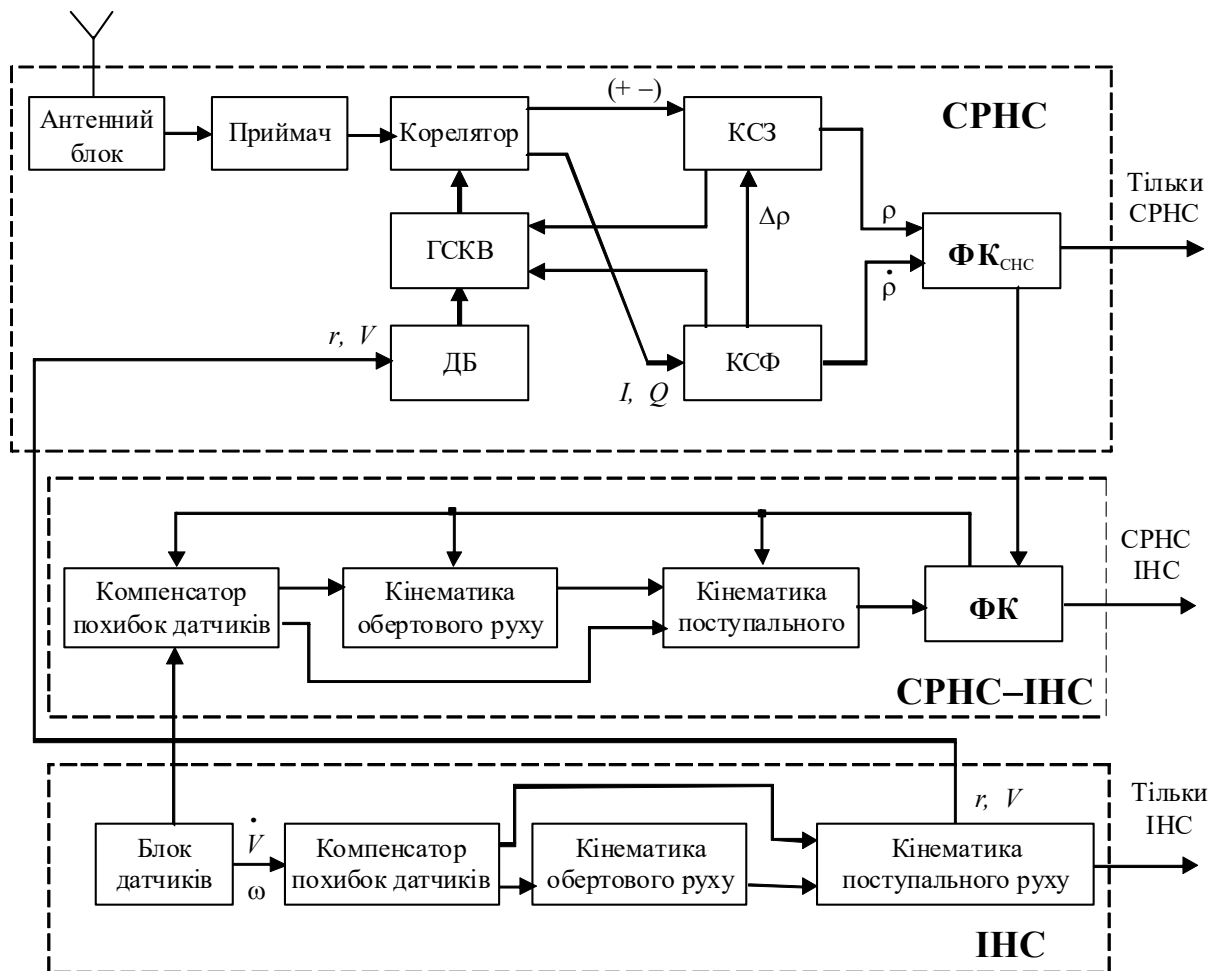 (+ –)
СРНС
Антенний
блок
Приймач
Корелятор
КСЗ
Тільки
СРНС
Δρ
ρ
ГСКВ
ФКСНС
ρ̇
r, V
ДБ
КСФ
I, Q
СРНС
ІНС
Компенсатор
похибок датчиків
Кінематика
обертового руху
Кінематика
поступального
ФК
СРНС–ІНС
r, V
Тільки
ІНС
Блок
датчиків
V̇
ω
Компенсатор
похибок датчиків
Кінематика
обертового руху
Кінематика
поступального руху
ІНС